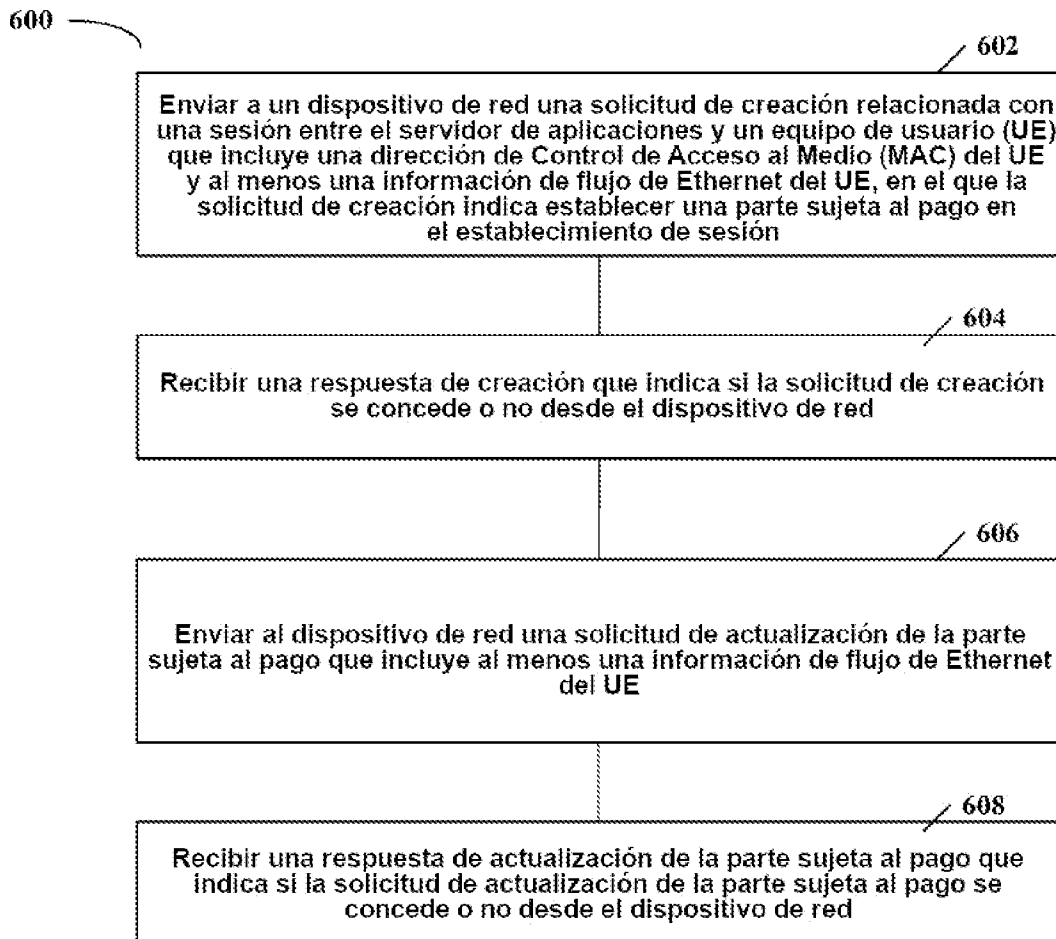 600
602
Enviar a un dispositivo de red una solicitud de creación relacionada con
una sesión entre el servidor de aplicaciones y un equipo de usuario (UE)
que incluye una dirección de Control de Acceso al Medio (MAC) del UE
y al menos una información de flujo de Ethernet del UE, en el que la
solicitud de creación indica establecer una parte sujeta al pago en
el establecimiento de sesión
604
Recibir una respuesta de creación que indica si la solicitud de creación
se concede o no desde el dispositivo de red
606
Enviar al dispositivo de red una solicitud de actualización de la parte
sujeta al pago que incluye al menos una información de flujo de Ethernet
del UE
608
Recibir una respuesta de actualización de la parte sujeta al pago que
indica si la solicitud de actualización de la parte sujeta al pago se
concede o no desde el dispositivo de red